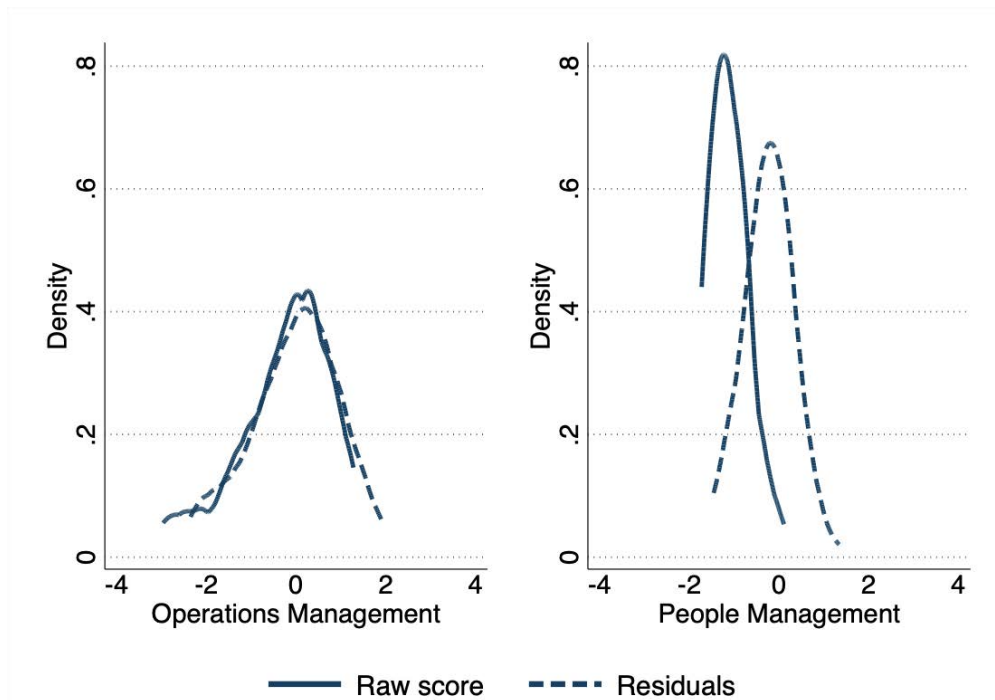 Density
.8
.6
.4
.2
0
-4 -2 0 2 4
Operations Management
Density
.8
.6
.4
.2
0
-4 -2 0 2 4
People Management
Raw score Residuals